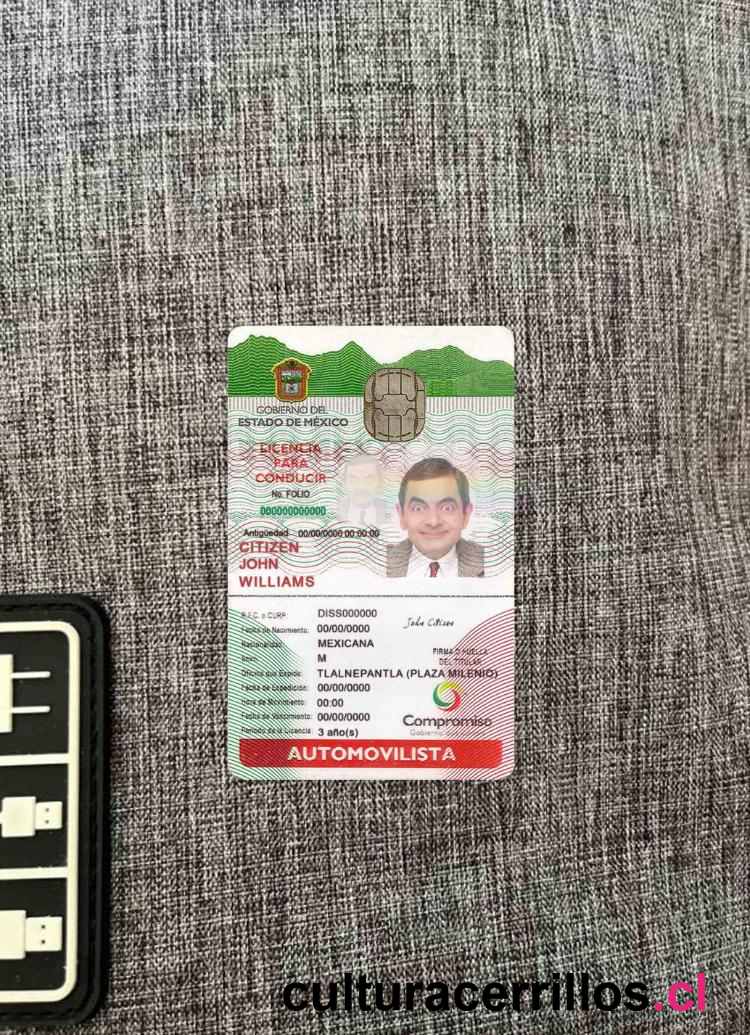 GOBIERNO DEL
ESTADO DE MÉXICO
LICENCIA
PARA
CONDUCIR
No. FOLIO
000000000000
Antigüedad 00/00/0000 00:00:00
CITIZEN
JOHN
WILLIAMS
R.F.C. o CURP: DISS000000
John Citizen
Fecha de Nacimiento: 00/00/0000
Nacionalidad: MEXICANA
FIRMA O HUELLA
DEL TITULAR
Sexo: M
Oficina que Expide: TLALNEPANTLA (PLAZA MILENIO)
Fecha de Expedición: 00/00/0000
Hora de Movimiento: 00:00
Fecha de Vencimiento: 00/00/0000
Compromiso
Gobierno que
Periodo de la Licencia: 3 año(s)
AUTOMOVILISTA
culturacerrillos.cl